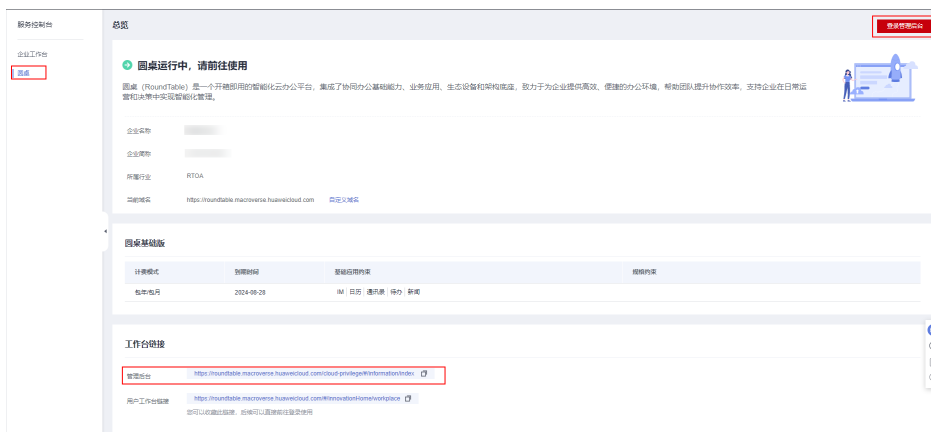 服务控制台
总览
登录管理后台
企业工作台
圆桌
圆桌运行中，请前往使用
圆桌（RoundTable）是一个开箱即用的智能化云办公平台，集成了协同办公基础能力、业务应用、生态设备和架构底座，致力于为企业提供高效、便捷的办公环境，帮助团队提升协作效率，支持企业在日常运
营和决策中实现智能化管理。
企业名称
企业简称
所属行业 RTOA
当前域名 https://roundtable.macroverse.huaweicloud.com 自定义域名
圆桌基础版
计费模式 到期时间 基础应用约束 规格约束
包年/包月 2024-08-28 IM | 日历 | 通讯录 | 待办 | 新闻
工作台链接
管理后台 https://roundtable.macroverse.huaweicloud.com/cloud-privilege/#/information/index
用户工作台链接 https://roundtable.macroverse.huaweicloud.com/#/innovationHome/workplace
您可以收藏此链接，后续可以直接前往登录使用